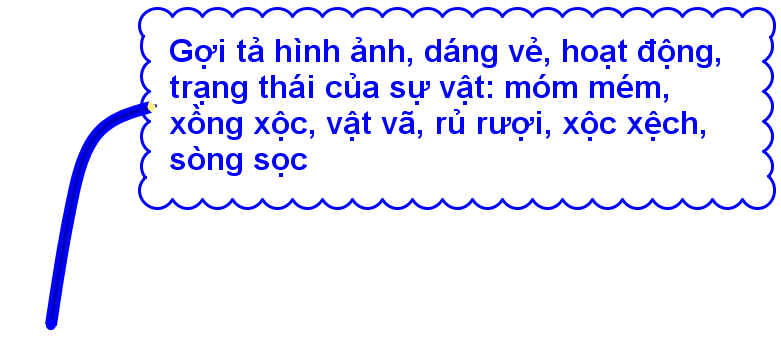 Gợi tả hình ảnh, dáng vẻ, hoạt động,
trạng thái của sự vật: móm mém,
xồng xộc, vật vã, rủ rượi, xộc xệch,
sòng sọc